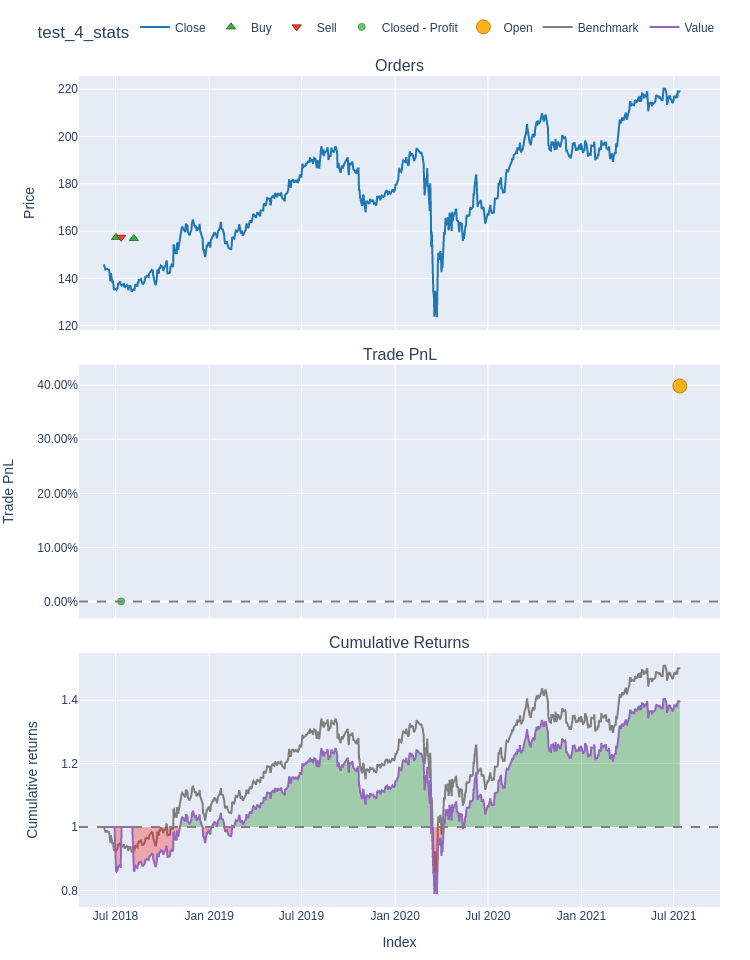 test_4_stats
Close
Buy
Sell
Closed - Profit
Open
Benchmark
Value
Orders
220
200
180
160
140
120
Price
Trade PnL
40.00%
30.00%
20.00%
10.00%
0.00%
Trade PnL
Cumulative Returns
1.4
1.2
1
0.8
Cumulative returns
Jul 2018
Jan 2019
Jul 2019
Jan 2020
Jul 2020
Jan 2021
Jul 2021
Index